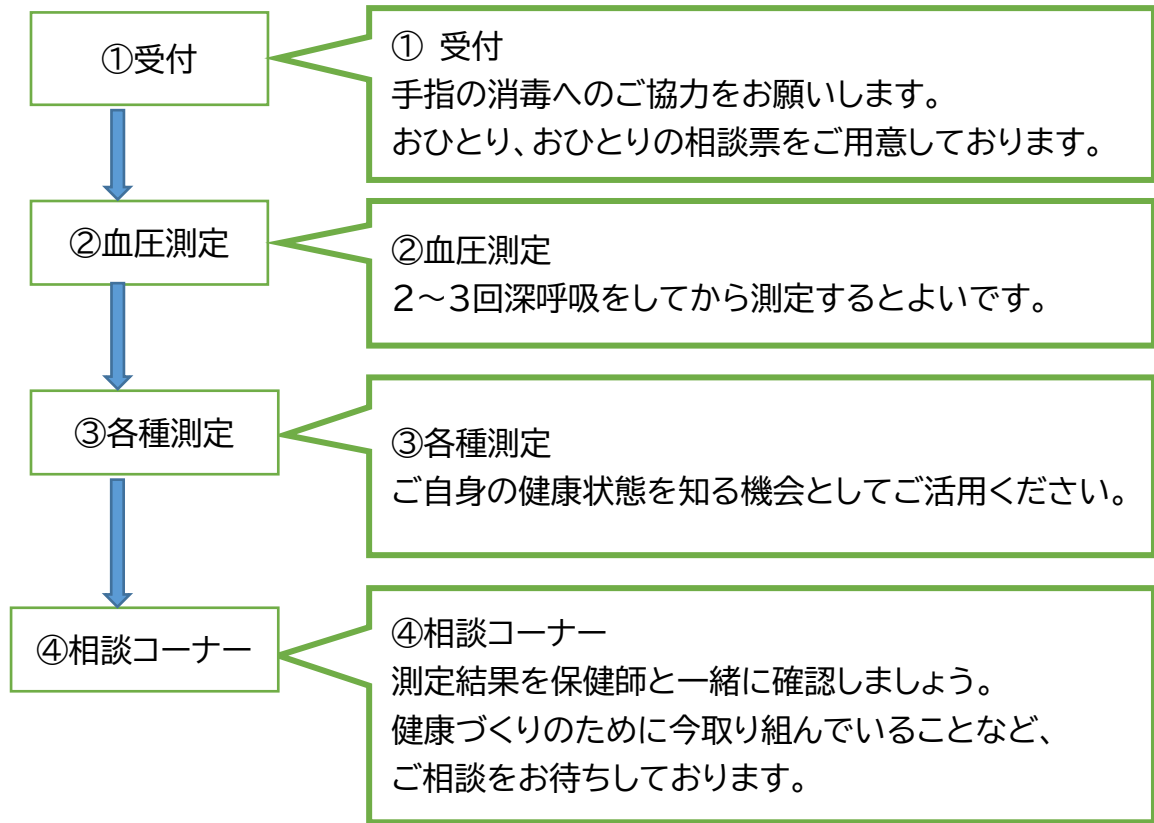 ①受付
① 受付
手指の消毒へのご協力をお願いします。
おひとり、おひとりの相談票をご用意しております。
②血圧測定
②血圧測定
２～３回深呼吸をしてから測定するとよいです。
③各種測定
③各種測定
ご自身の健康状態を知る機会としてご活用ください。
④相談コーナー
④相談コーナー
測定結果を保健師と一緒に確認しましょう。
健康づくりのために今取り組んでいることなど、
ご相談をお待ちしております。